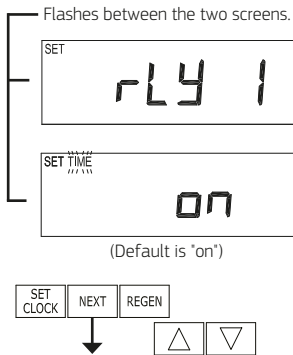 Flashes between the two screens.
SET
rLY 1
SET TIME
on
(Default is "on")
SET
CLOCK
NEXT
REGEN